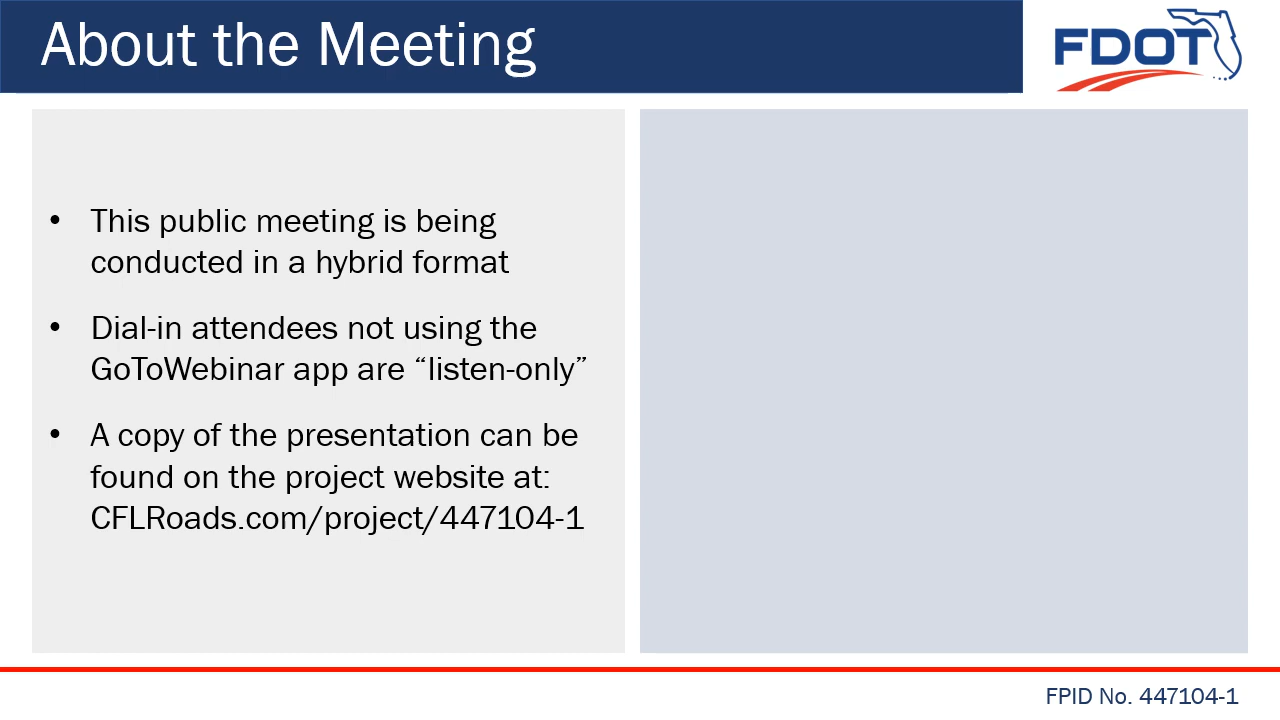 About the Meeting
FDOT
• This public meeting is being
conducted in a hybrid format
• Dial-in attendees not using the
GoToWebinar app are “listen-only”
• A copy of the presentation can be
found on the project website at:
CFLRoads.com/project/447104-1
FPID No. 447104-1